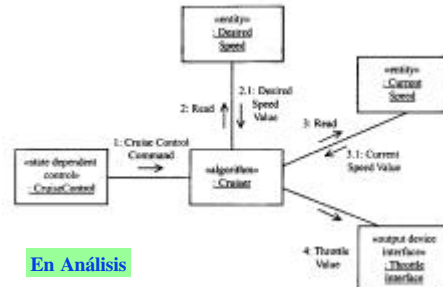 «entity»
: Desired
Speed
«entity»
: Current
Speed
2.1: Desired
Speed
Value
2: Read
3: Read
1: Cruise Control
Command
3.1: Current
Speed Value
«state dependent
control»
: CruiseControl
«algorithm»
: Cruiser
4: Throttle
Value
«output device
interface»
: Throttle
Interface
En Análisis